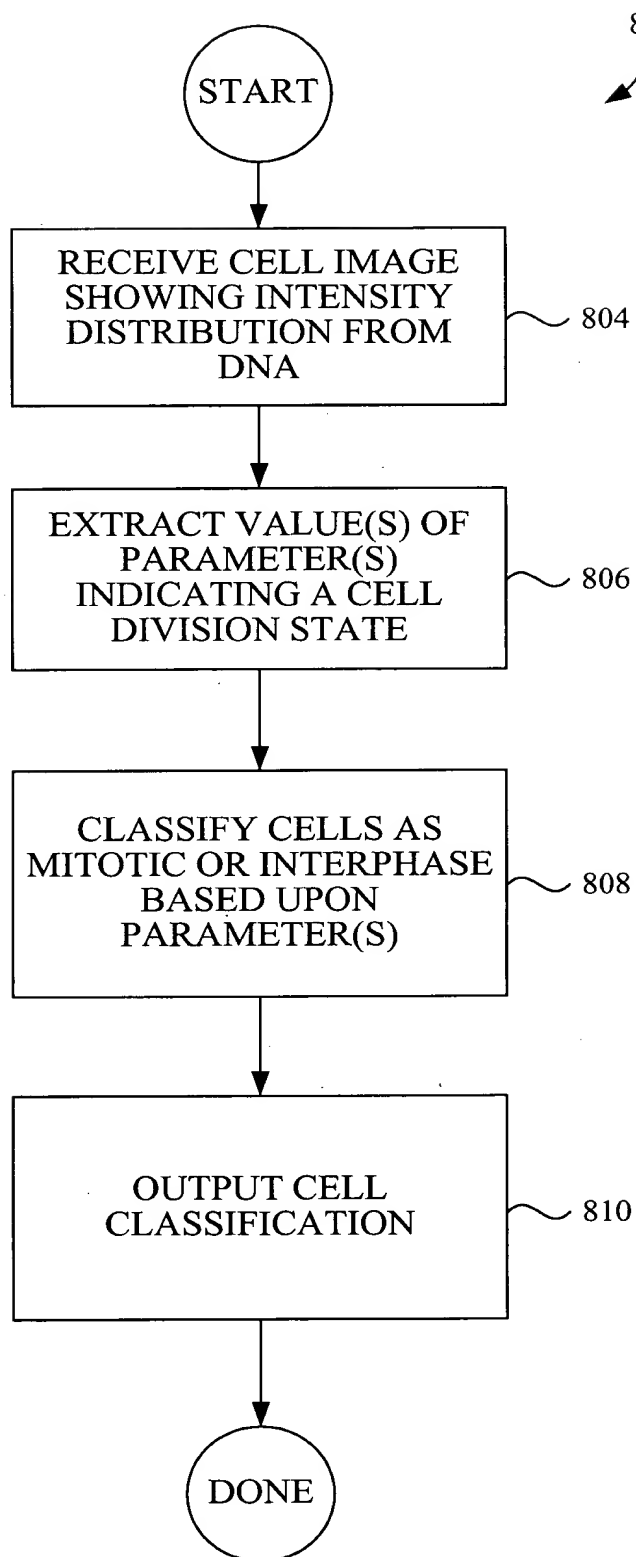 START
RECEIVE CELL IMAGE
SHOWING INTENSITY
DISTRIBUTION FROM
DNA
804
EXTRACT VALUE(S) OF
PARAMETER(S)
INDICATING A CELL
DIVISION STATE
806
CLASSIFY CELLS AS
MITOTIC OR INTERPHASE
BASED UPON
PARAMETER(S)
808
OUTPUT CELL
CLASSIFICATION
810
DONE